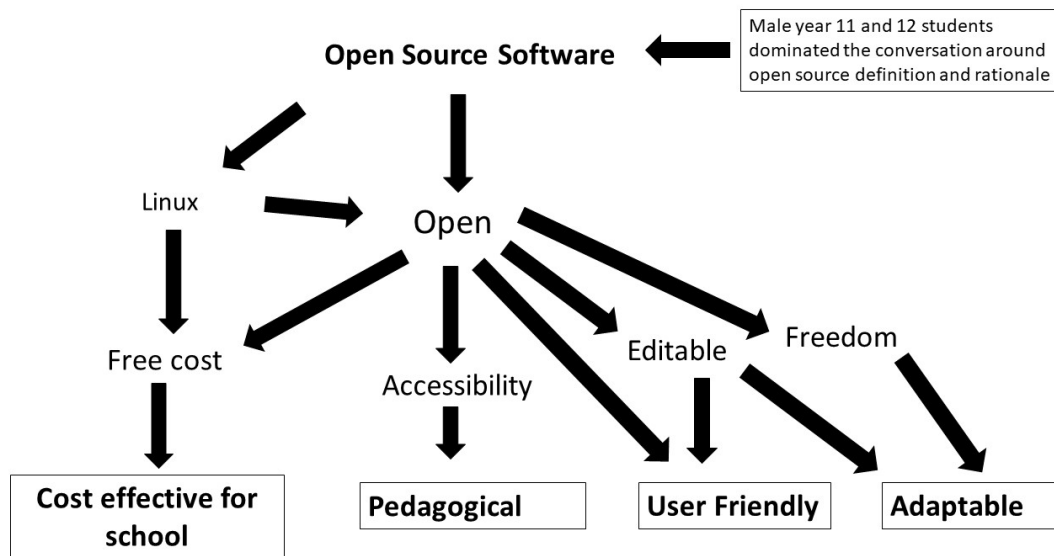 Male year 11 and 12 students
dominated the conversation around
open source definition and rationale
Open Source Software
Linux
Open
Free cost
Accessibility
Editable
Freedom
Cost effective for
school
Pedagogical
User Friendly
Adaptable